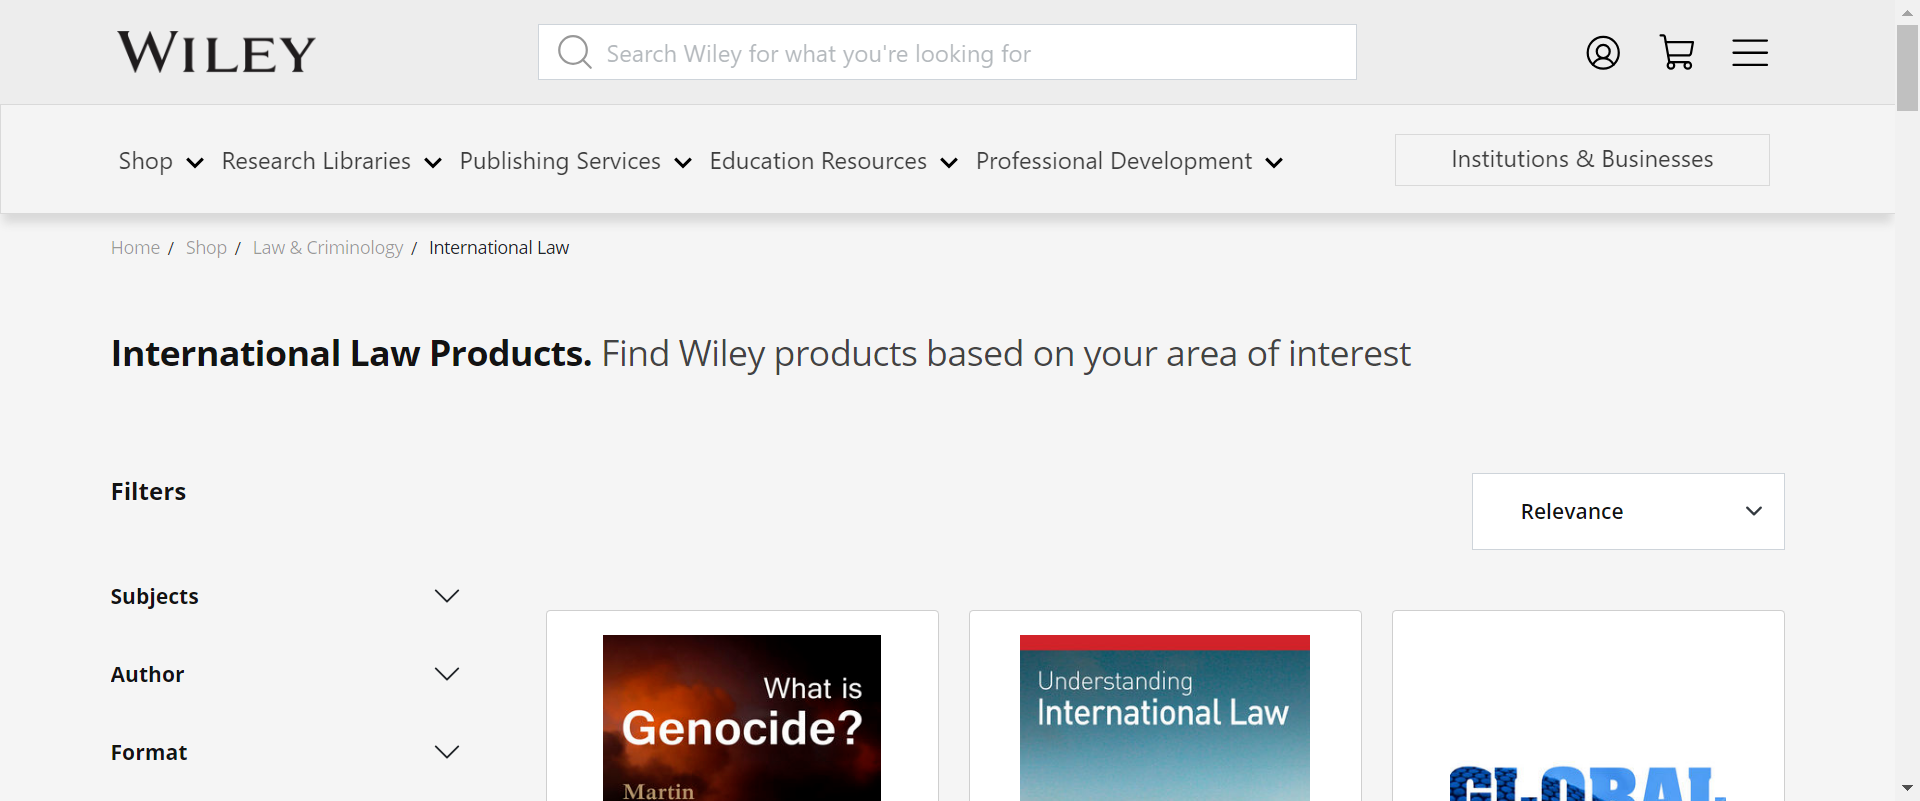 WILEY
Search Wiley for what you're looking for
Shop Research Libraries Publishing Services Education Resources Professional Development Institutions & Businesses
Home / Shop / Law & Criminology / International Law
International Law Products. Find Wiley products based on your area of interest
Filters
Relevance
Subjects
Author
Format
What is
Genocide?
Martin
Understanding
International Law
GLOBAL